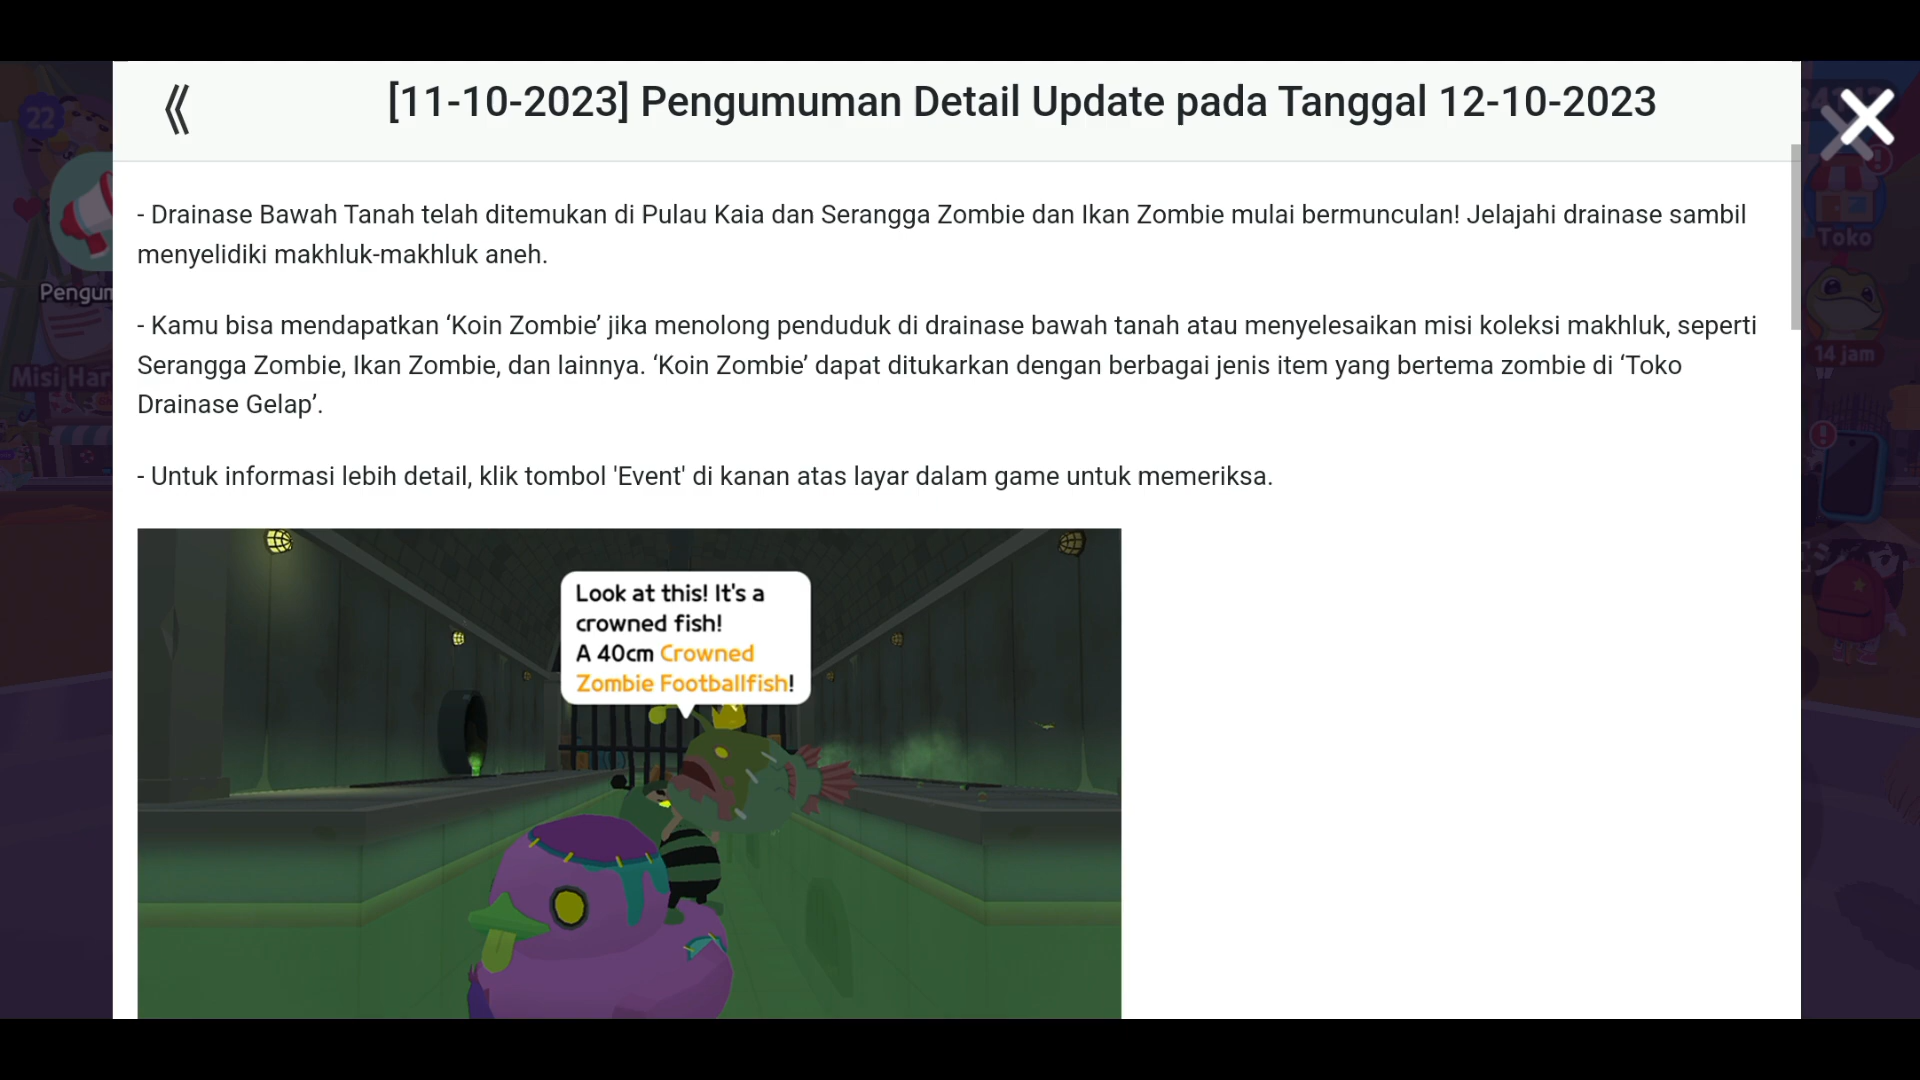 [11-10-2023] Pengumuman Detail Update pada Tanggal 12-10-2023
- Drainase Bawah Tanah telah ditemukan di Pulau Kaia dan Serangga Zombie dan Ikan Zombie mulai bermunculan! Jelajahi drainase sambil
menyelidiki makhluk-makhluk aneh.
- Kamu bisa mendapatkan ‘Koin Zombie’ jika menolong penduduk di drainase bawah tanah atau menyelesaikan misi koleksi makhluk, seperti
Serangga Zombie, Ikan Zombie, dan lainnya. ‘Koin Zombie’ dapat ditukarkan dengan berbagai jenis item yang bertema zombie di ‘Toko
Drainase Gelap’.
- Untuk informasi lebih detail, klik tombol 'Event' di kanan atas layar dalam game untuk memeriksa.
Look at this! It's a
crowned fish!
A 40cm Crowned
Zombie Footballfish!
22
Pengum
Misi Har
Toko
14 jam